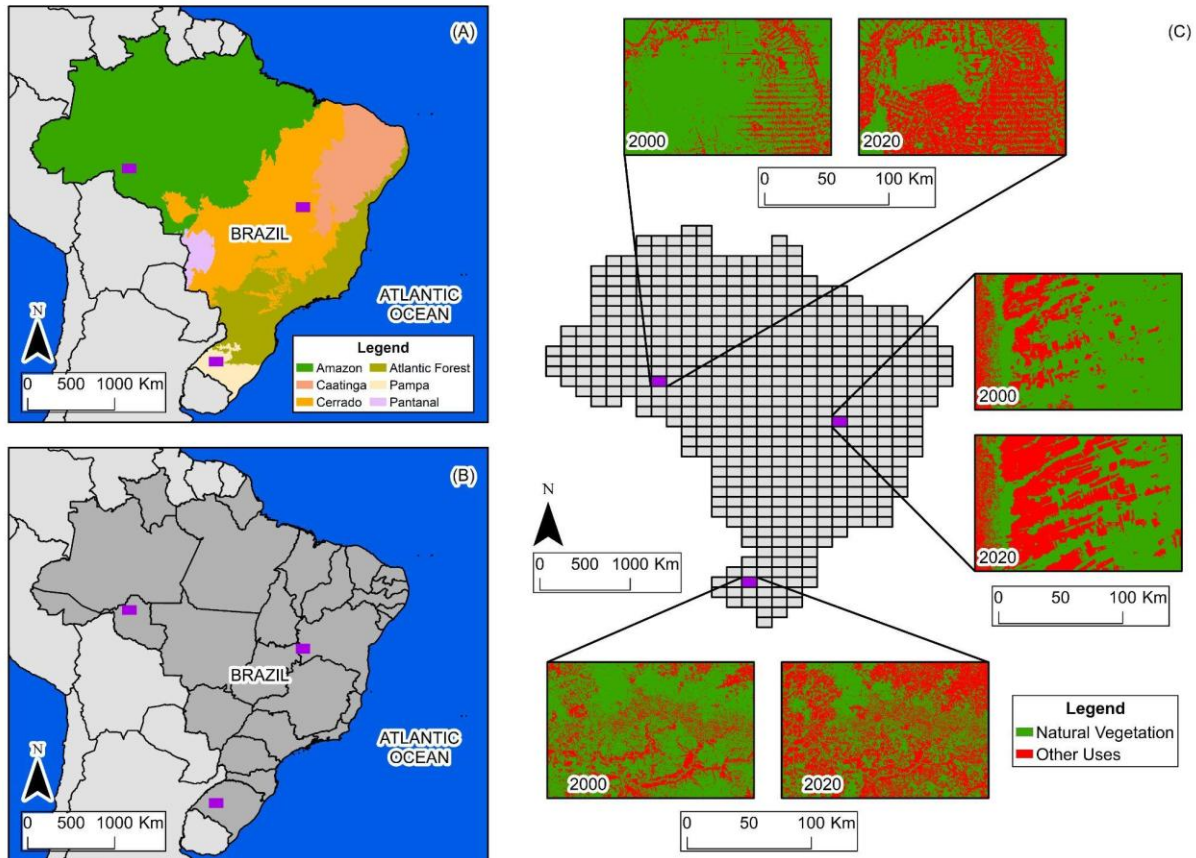 (A)
BRAZIL
ATLANTIC
OCEAN
N
0 500 1000 Km
Legend
Amazon
Atlantic Forest
Caatinga
Pampa
Cerrado
Pantanal
(B)
BRAZIL
ATLANTIC
OCEAN
N
0 500 1000 Km
(C)
2000
2020
0 50 100 Km
2000
2020
0 50 100 Km
N
0 500 1000 Km
2000
2020
0 50 100 Km
Legend
Natural Vegetation
Other Uses